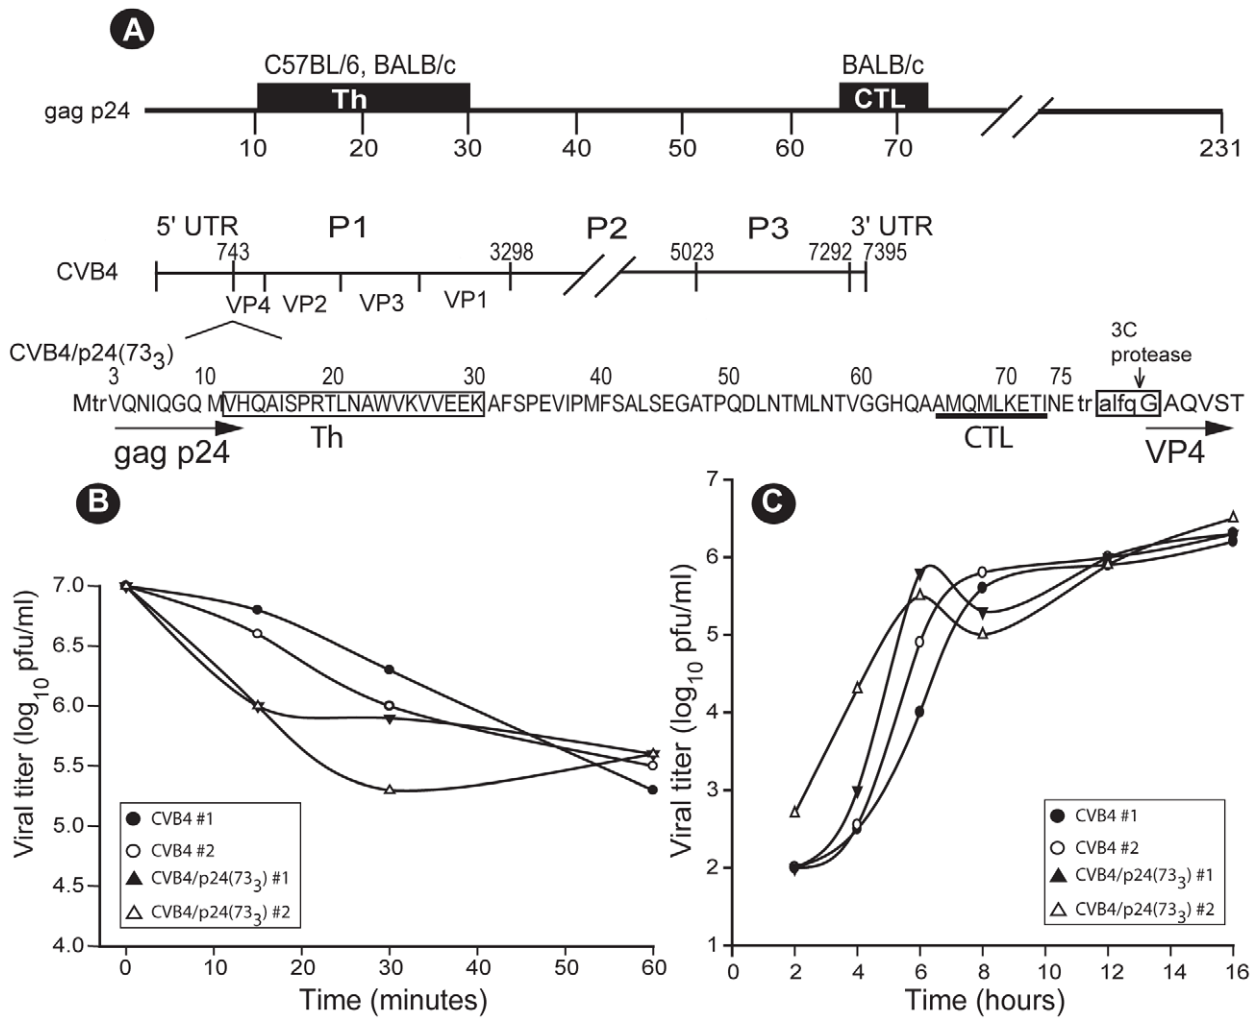 A
C57BL/6, BALB/c
BALB/c
Th
CTL
gag p24
10 20 30 40 50 60 70 231
5' UTR P1 P2 P3 3' UTR
743 3298 5023 7292 7395
CVB4
VP4 VP2 VP3 VP1
CVB4/p24(73₃)
3C
protease
3 10 20 30 40 50 60 70 75
MtrVQNIQGQMVHQAISPRTLNAWVKVVEEKAFSPEVIPMFSALSEGATPQDLNTMLNTVGGHQAAMQMLKETINEtr alfqG AQVST
gag p24 Th CTL VP4
B
Viral titer (log₁₀ pfu/ml)
7.0
6.5
6.0
5.5
5.0
4.5
4.0
CVB4 #1
CVB4 #2
CVB4/p24(73₃) #1
CVB4/p24(73₃) #2
0 10 20 30 40 50 60
Time (minutes)
C
Viral titer (log₁₀ pfu/ml)
7
6
5
4
3
2
1
CVB4 #1
CVB4 #2
CVB4/p24(73₃) #1
CVB4/p24(73₃) #2
0 2 4 6 8 10 12 14 16
Time (hours)